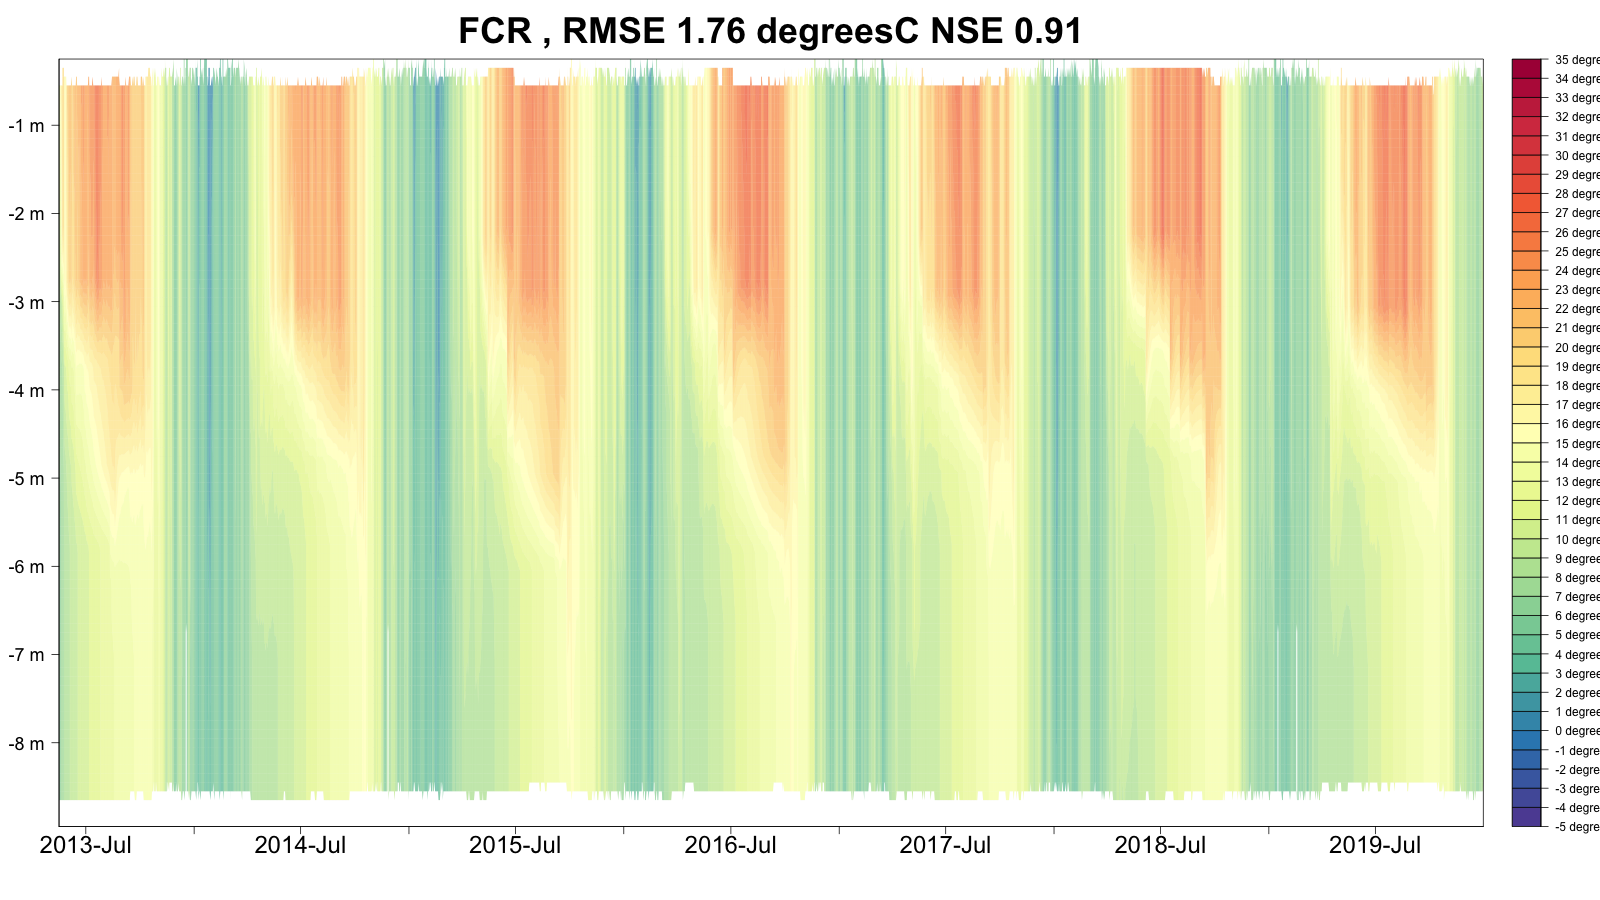 FCR , RMSE 1.76 degreesC NSE 0.91
-1 m
-2 m
-3 m
-4 m
-5 m
-6 m
-7 m
-8 m
2013-Jul
2014-Jul
2015-Jul
2016-Jul
2017-Jul
2018-Jul
2019-Jul
35 degre
34 degre
33 degre
32 degre
31 degre
30 degre
29 degre
28 degre
27 degre
26 degre
25 degre
24 degre
23 degre
22 degre
21 degre
20 degre
19 degre
18 degre
17 degre
16 degre
15 degre
14 degre
13 degre
12 degre
11 degre
10 degre
9 degree
8 degree
7 degree
6 degree
5 degree
4 degree
3 degree
2 degree
1 degree
0 degree
-1 degre
-2 degre
-3 degre
-4 degre
-5 degre